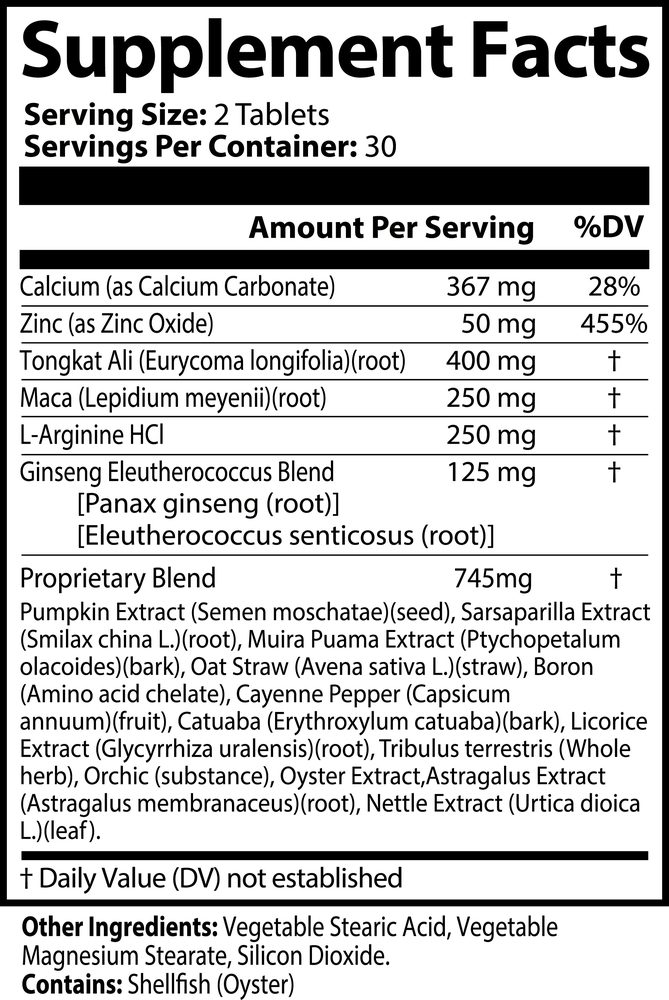 Supplement Facts
Serving Size: 2 Tablets
Servings Per Container: 30
Amount Per Serving %DV
Calcium (as Calcium Carbonate) 367 mg 28%
Zinc (as Zinc Oxide) 50 mg 455%
Tongkat Ali (Eurycoma longifolia)(root) 400 mg †
Maca (Lepidium meyenii)(root) 250 mg †
L-Arginine HCl 250 mg †
Ginseng Eleutherococcus Blend 125 mg †
[Panax ginseng (root)]
[Eleutherococcus senticosus (root)]
Proprietary Blend 745mg †
Pumpkin Extract (Semen moschatae)(seed), Sarsaparilla Extract
(Smilax china L.)(root), Muira Puama Extract (Ptychopetalum
olacoides)(bark), Oat Straw (Avena sativa L.)(straw), Boron
(Amino acid chelate), Cayenne Pepper (Capsicum
annuum)(fruit), Catuaba (Erythroxylum catuaba)(bark), Licorice
Extract (Glycyrrhiza uralensis)(root), Tribulus terrestris (Whole
herb), Orchic (substance), Oyster Extract,Astragalus Extract
(Astragalus membranaceus)(root), Nettle Extract (Urtica dioica
L.)(leaf).
† Daily Value (DV) not established
Other Ingredients: Vegetable Stearic Acid, Vegetable
Magnesium Stearate, Silicon Dioxide.
Contains: Shellfish (Oyster)